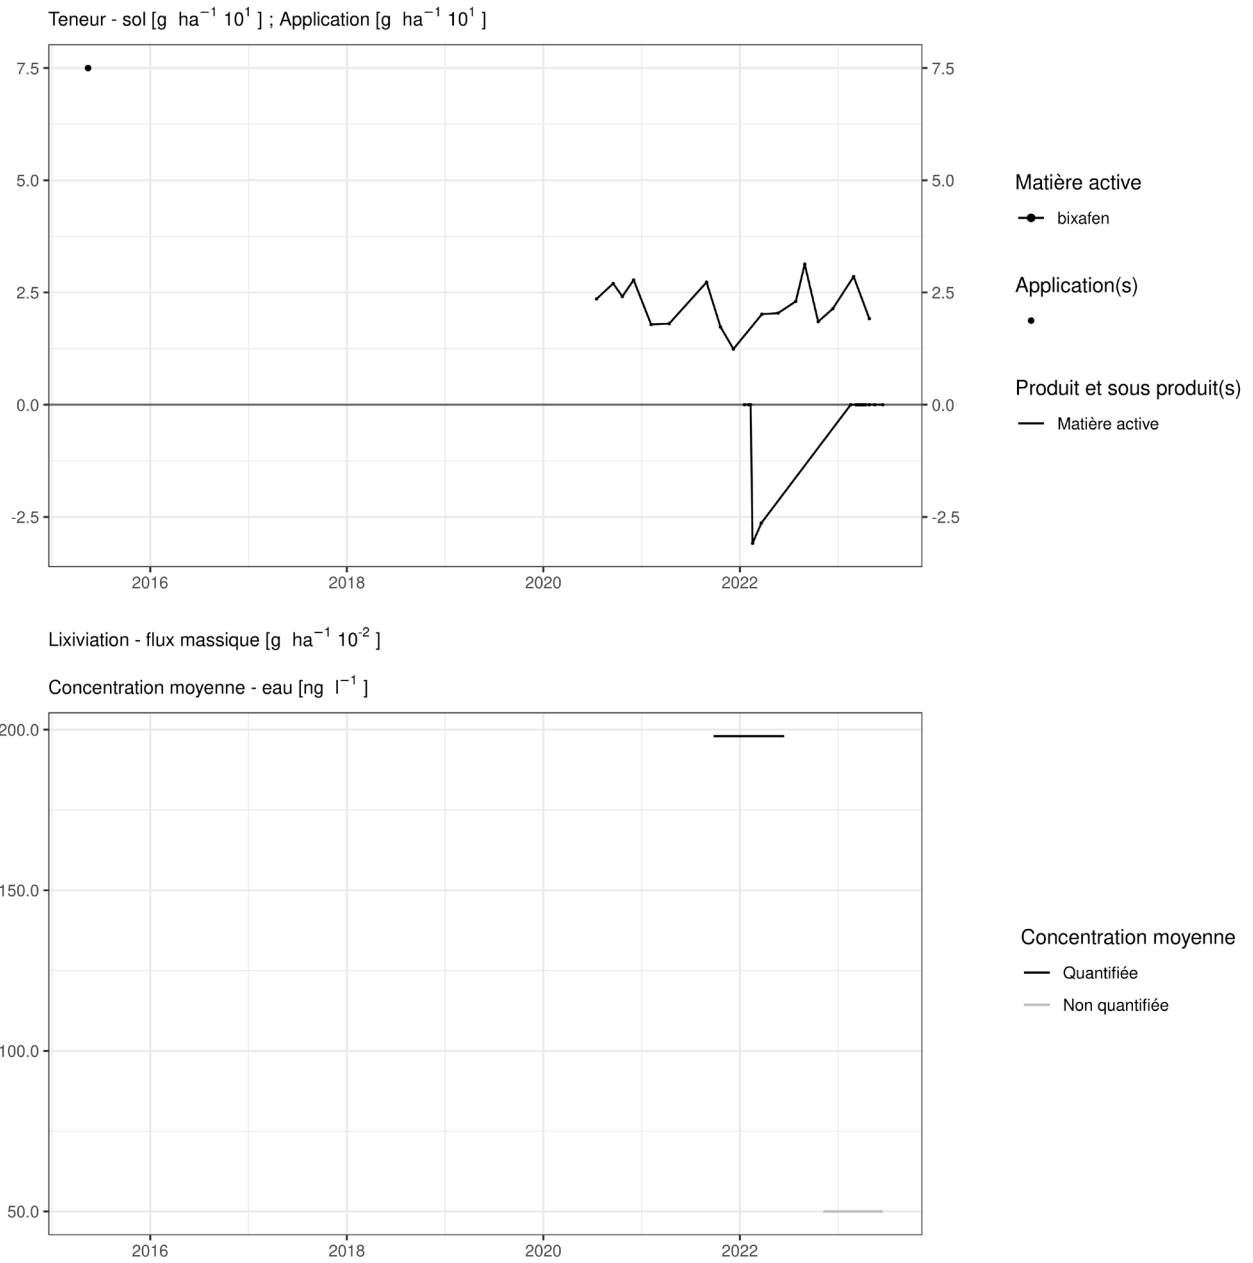 Teneur - sol [g ha⁻¹ 10¹ ] ; Application [g ha⁻¹ 10¹ ]
7.5
7.5
5.0
5.0
2.5
2.5
0.0
0.0
-2.5
-2.5
2016
2018
2020
2022
Matière active
bixafen
Application(s)
Produit et sous produit(s)
Matière active
Lixiviation - flux massique [g ha⁻¹ 10⁻² ]
Concentration moyenne - eau [ng l⁻¹ ]
200.0
150.0
100.0
50.0
2016
2018
2020
2022
Concentration moyenne
Quantifiée
Non quantifiée